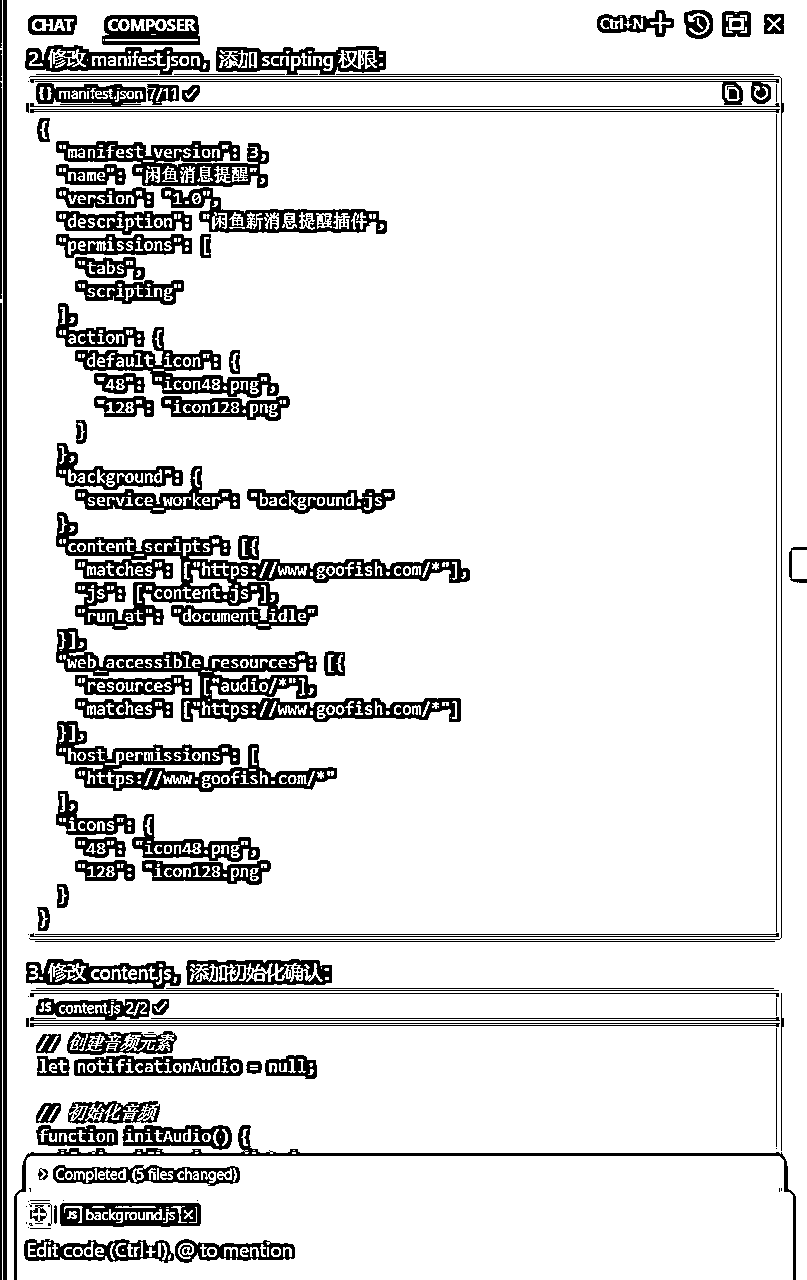 CHAT COMPOSER Ctrl+N
2. 修改 manifest.json，添加 scripting 权限：
{} manifest.json 7/11 ✓
{
  "manifest_version": 3,
  "name": "闲鱼消息提醒",
  "version": "1.0",
  "description": "闲鱼新消息提醒插件",
  "permissions": [
    "tabs",
    "scripting"
  ],
  "action": {
    "default_icon": {
      "48": "icon48.png",
      "128": "icon128.png"
    }
  },
  "background": {
    "service_worker": "background.js"
  },
  "content_scripts": [{
    "matches": ["https://www.goofish.com/*"],
    "js": ["content.js"],
    "run_at": "document_idle"
  }],
  "web_accessible_resources": [{
    "resources": ["audio/*"],
    "matches": ["https://www.goofish.com/*"]
  }],
  "host_permissions": [
    "https://www.goofish.com/*"
  ],
  "icons": {
    "48": "icon48.png",
    "128": "icon128.png"
  }
}
3. 修改 content.js，添加初始化确认：
JS content.js 2/2 ✓
// 创建音频元素
let notificationAudio = null;
// 初始化音频
function initAudio() {
> Completed (5 files changed)
JS background.js ×
Edit code (Ctrl+I), @ to mention